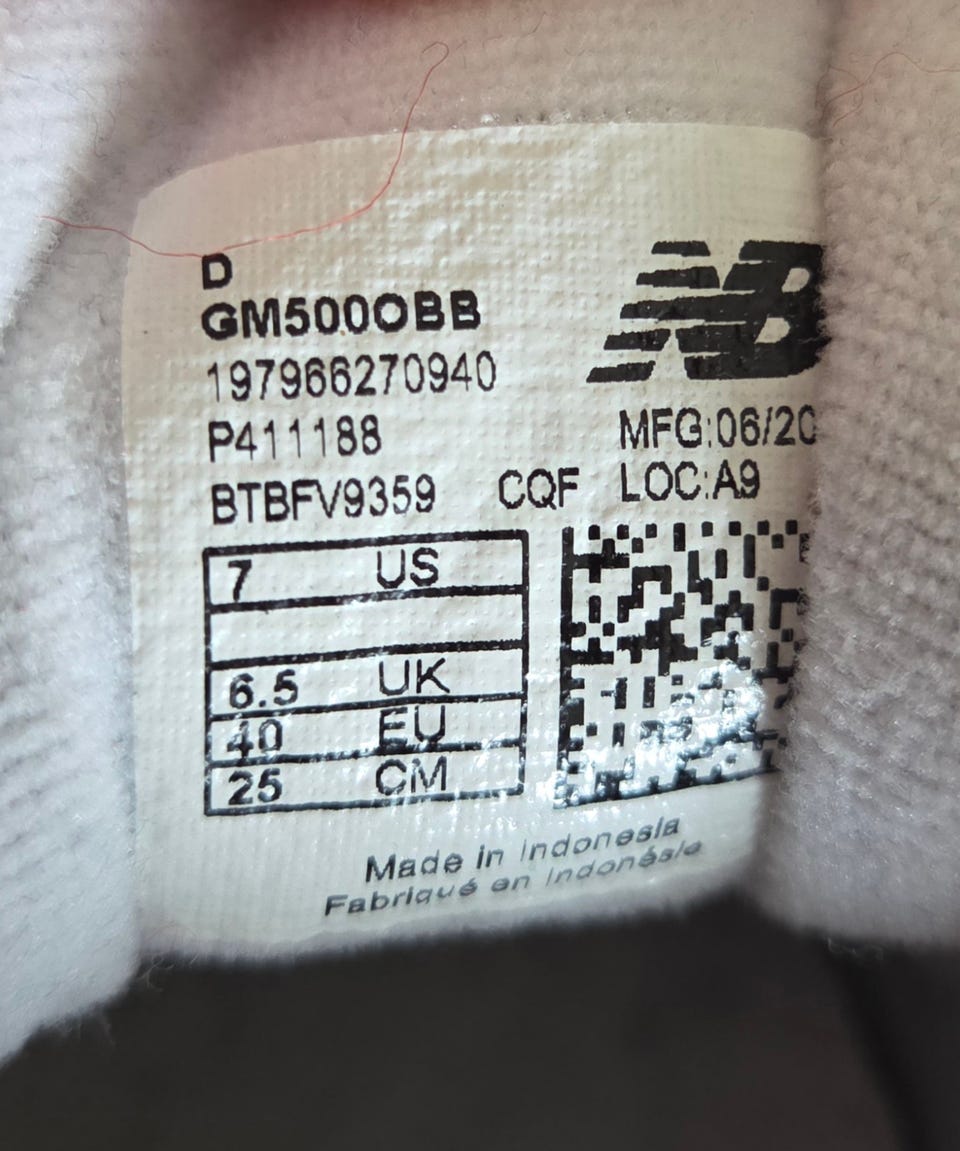 D
GM500OBB
197966270940
P411188
BTBFV9359 CQF
NB
MFG:06/20
LOC:A9
7 US
6.5 UK
40 EU
25 CM
Made in Indonesia
Fabriqué en Indonésie